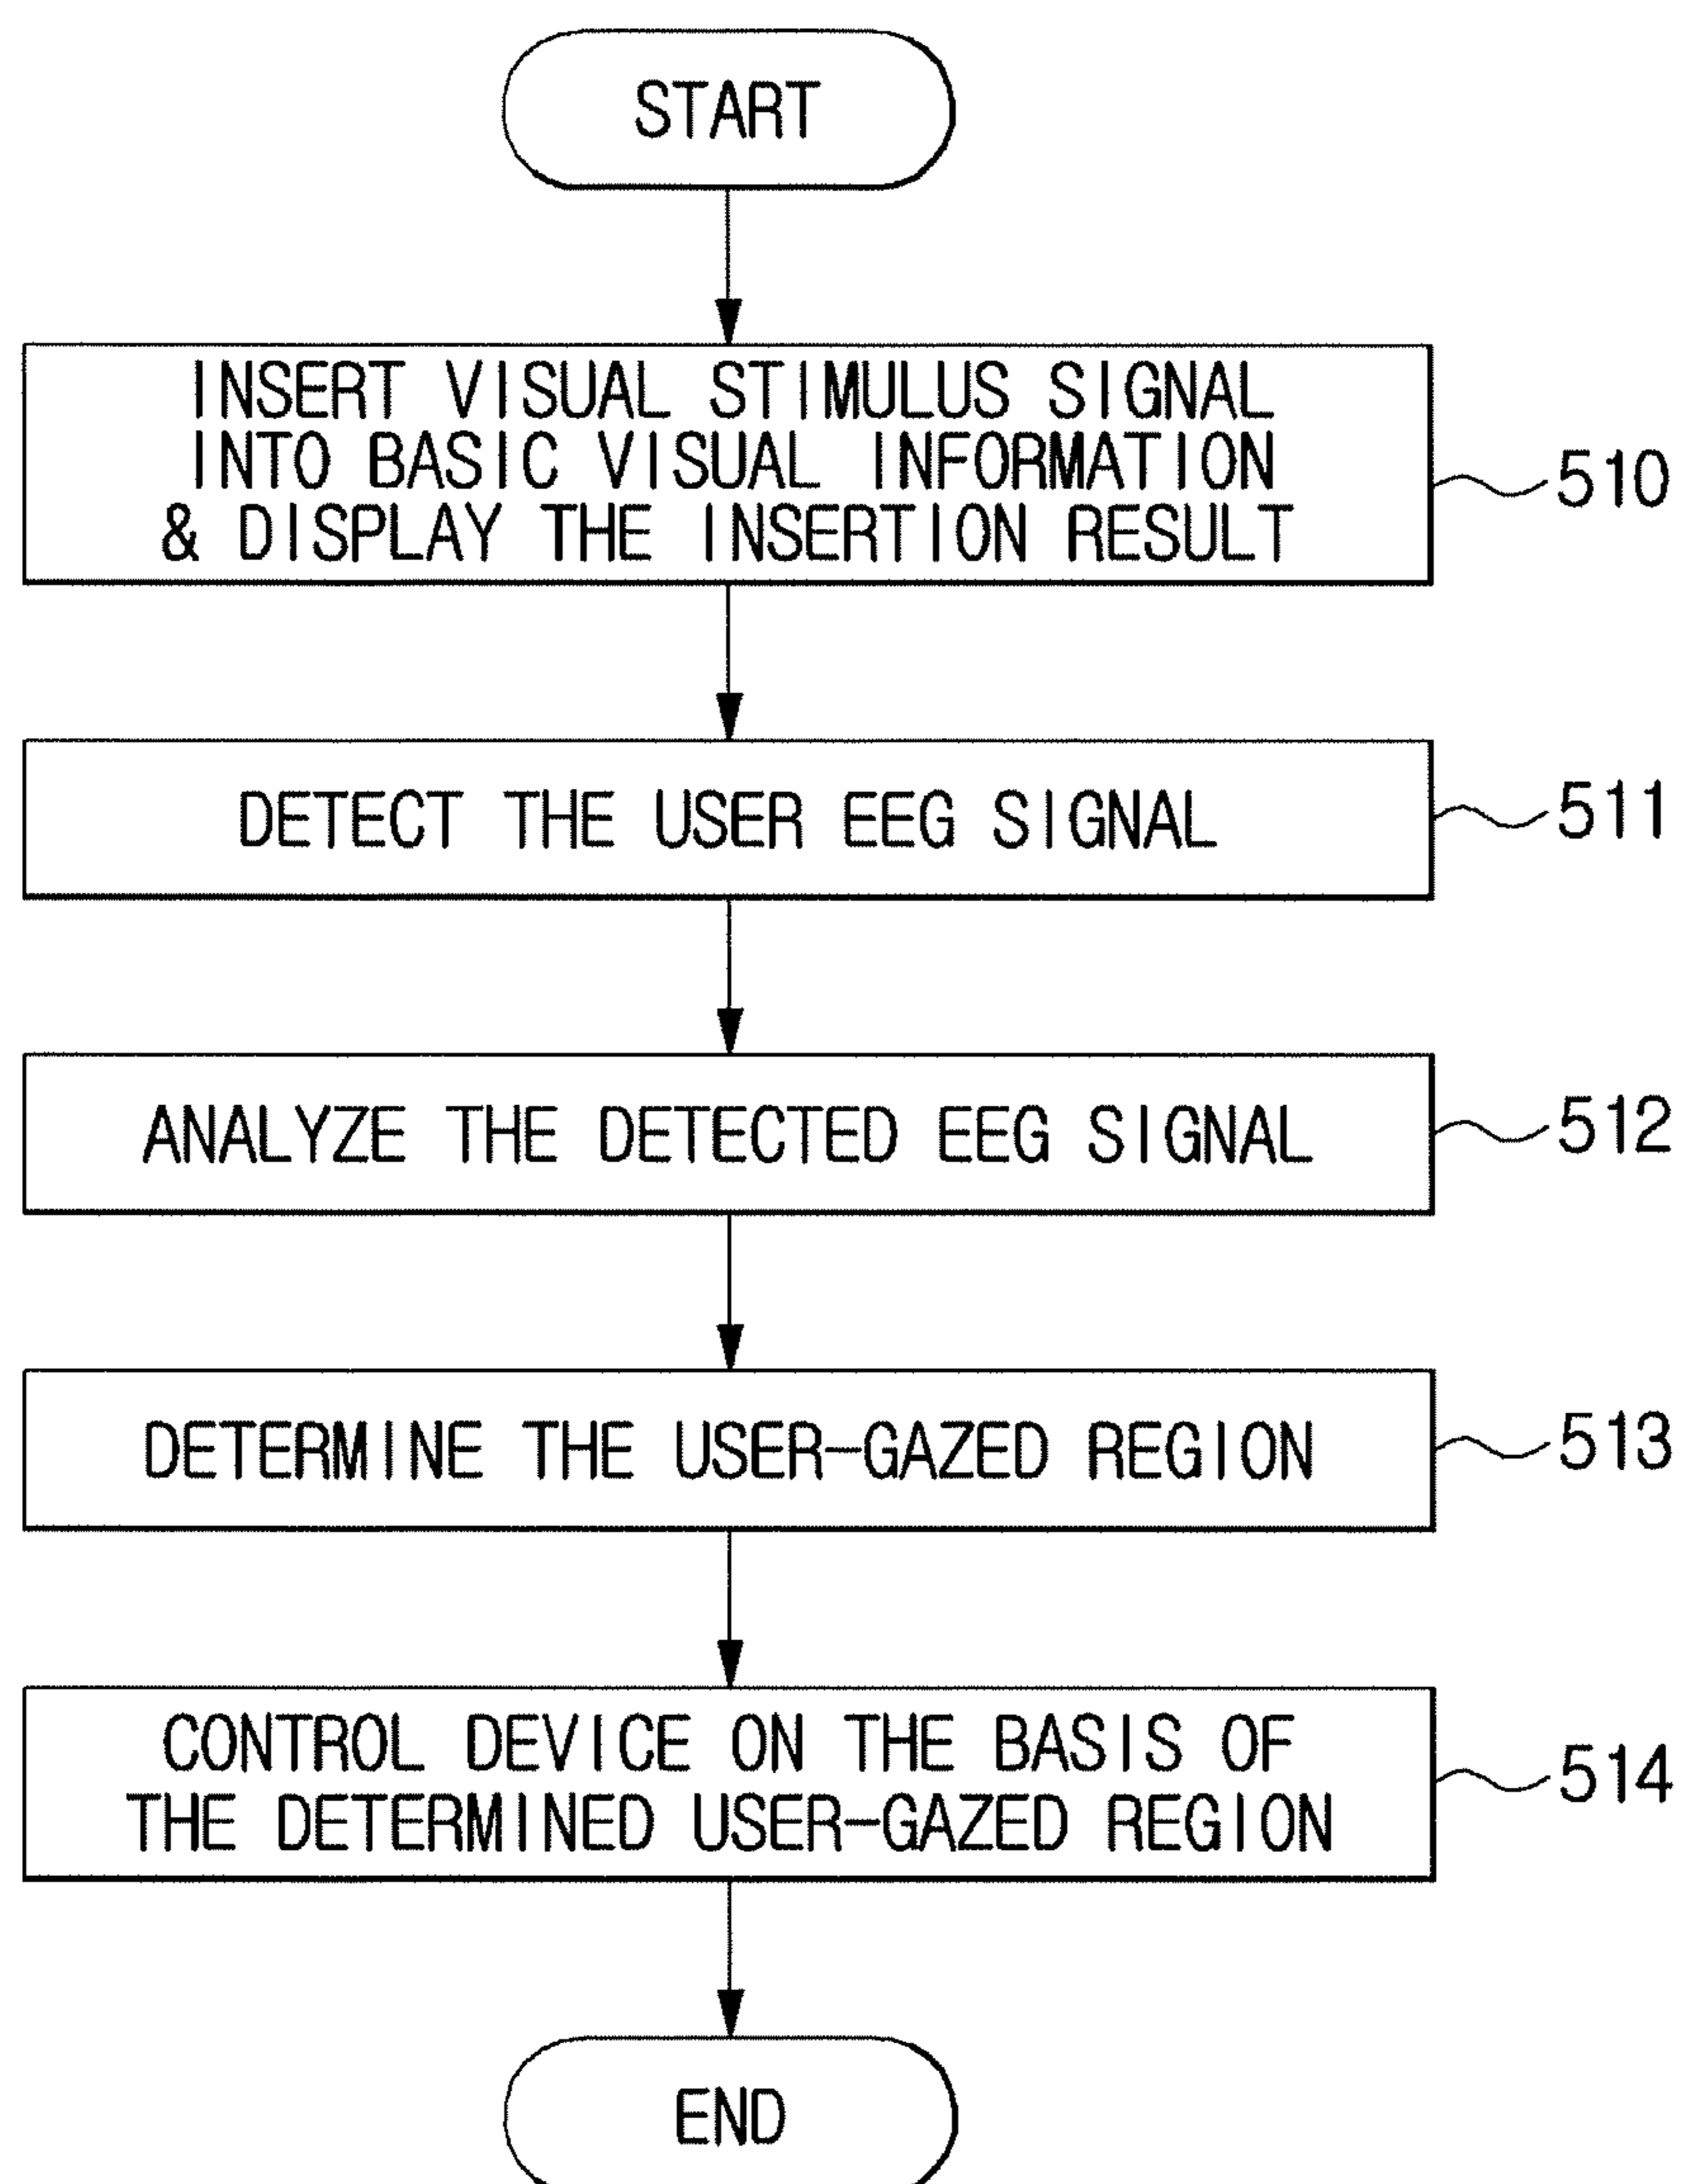 START
INSERT VISUAL STIMULUS SIGNAL
INTO BASIC VISUAL INFORMATION
& DISPLAY THE INSERTION RESULT
510
DETECT THE USER EEG SIGNAL
511
ANALYZE THE DETECTED EEG SIGNAL
512
DETERMINE THE USER-GAZED REGION
513
CONTROL DEVICE ON THE BASIS OF
THE DETERMINED USER-GAZED REGION
514
END